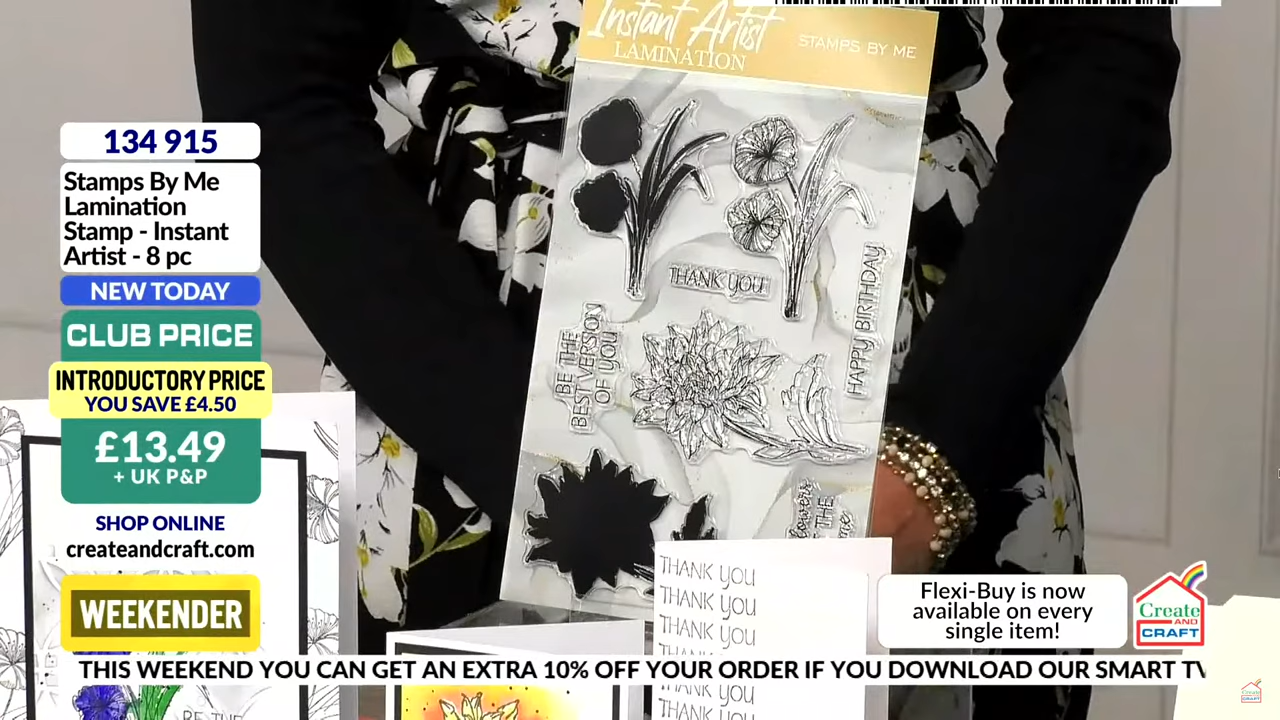 Instant Artist
LAMINATION
STAMPS BY ME
THANK YOU
HAPPY BIRTHDAY
BE THE
BEST VERSION
OF YOU
THE
134 915
Stamps By Me
Lamination
Stamp - Instant
Artist - 8 pc
NEW TODAY
CLUB PRICE
INTRODUCTORY PRICE
YOU SAVE £4.50
£13.49
+ UK P&P
SHOP ONLINE
createandcraft.com
WEEKENDER
THANK YOU
THANK YOU
THANK YOU
THANK YOU
THANK YOU
BE THE
Flexi-Buy is now
available on every
single item!
Create
AND
CRAFT
THIS WEEKEND YOU CAN GET AN EXTRA 10% OFF YOUR ORDER IF YOU DOWNLOAD OUR SMART TV